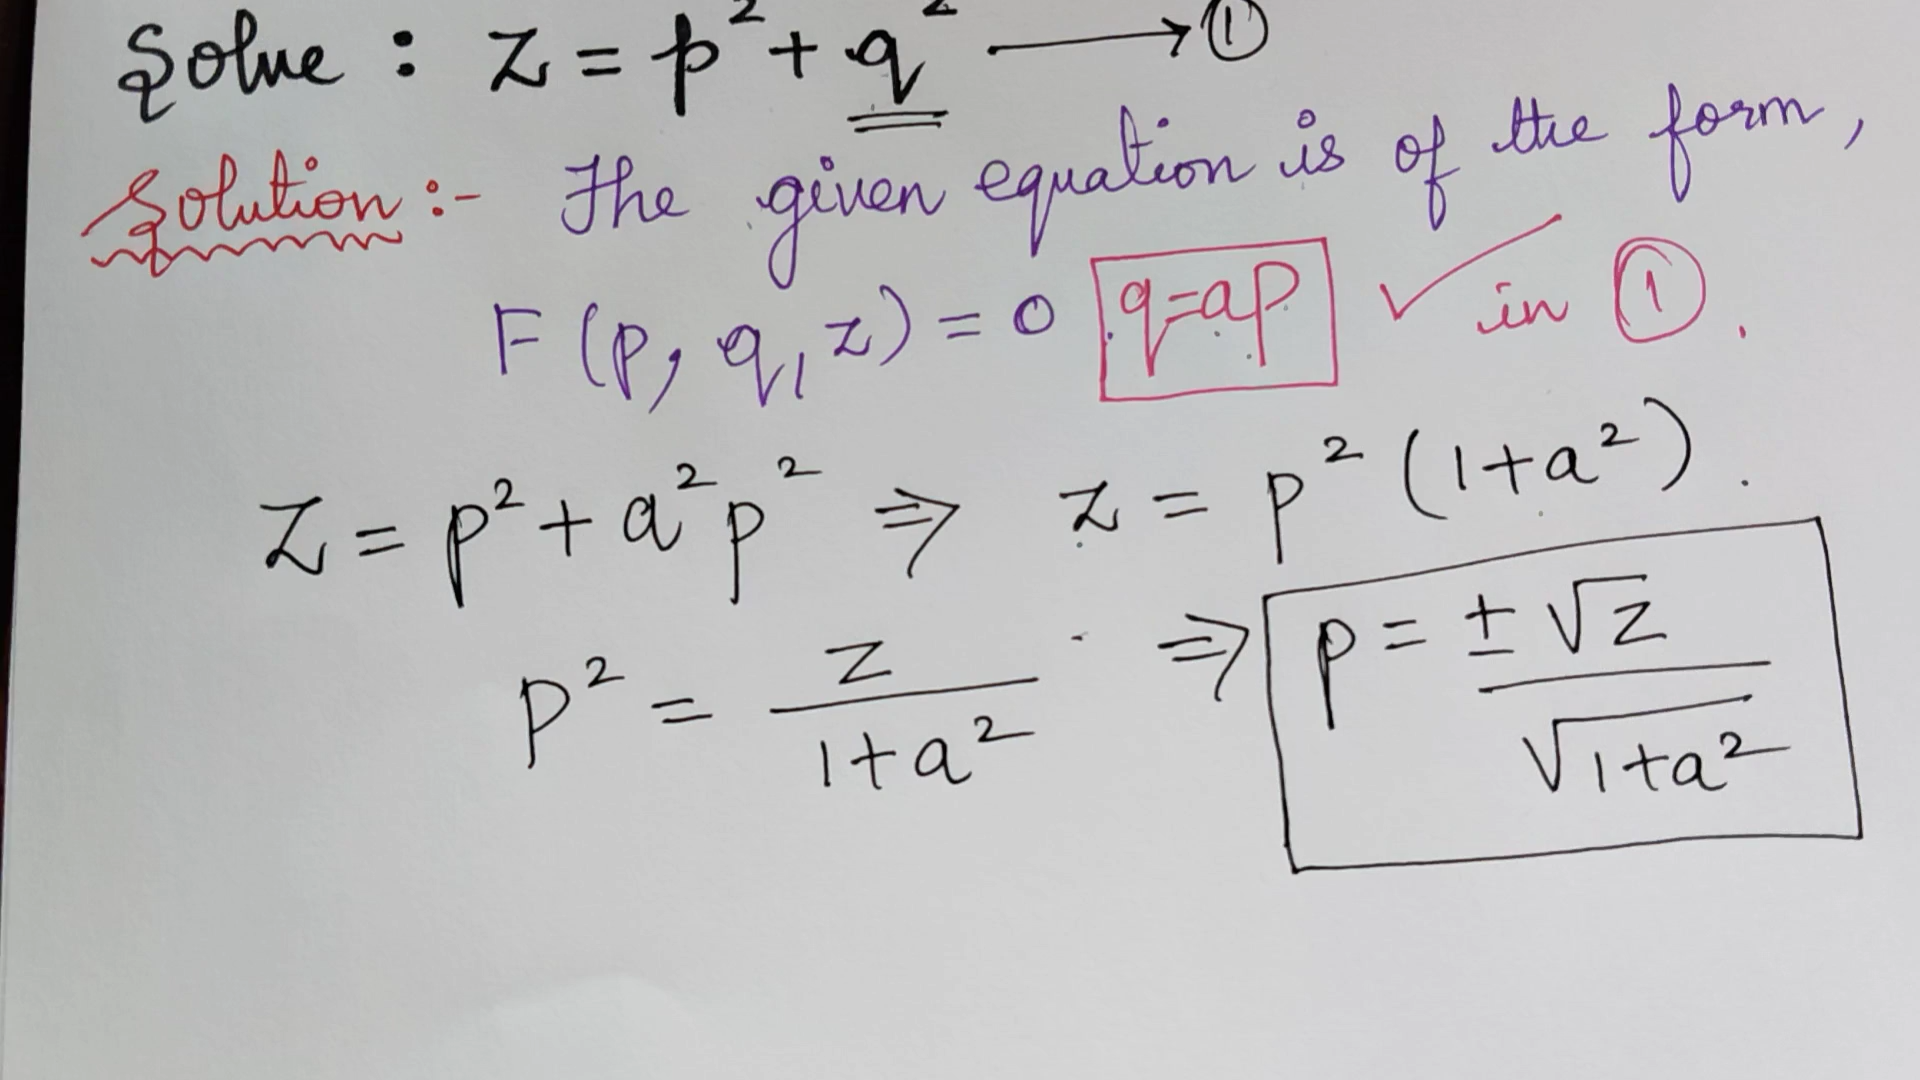 Solve : z = p² + q² ⟶ ①
Solution :- The given equation is of the form,
F (p, q, z) = 0 q=ap ✓ in ①.
z = p² + a²p² ⇒ z = p² (1+a²).
p² = z / 1+a² ⇒ p = ± √z / √1+a²